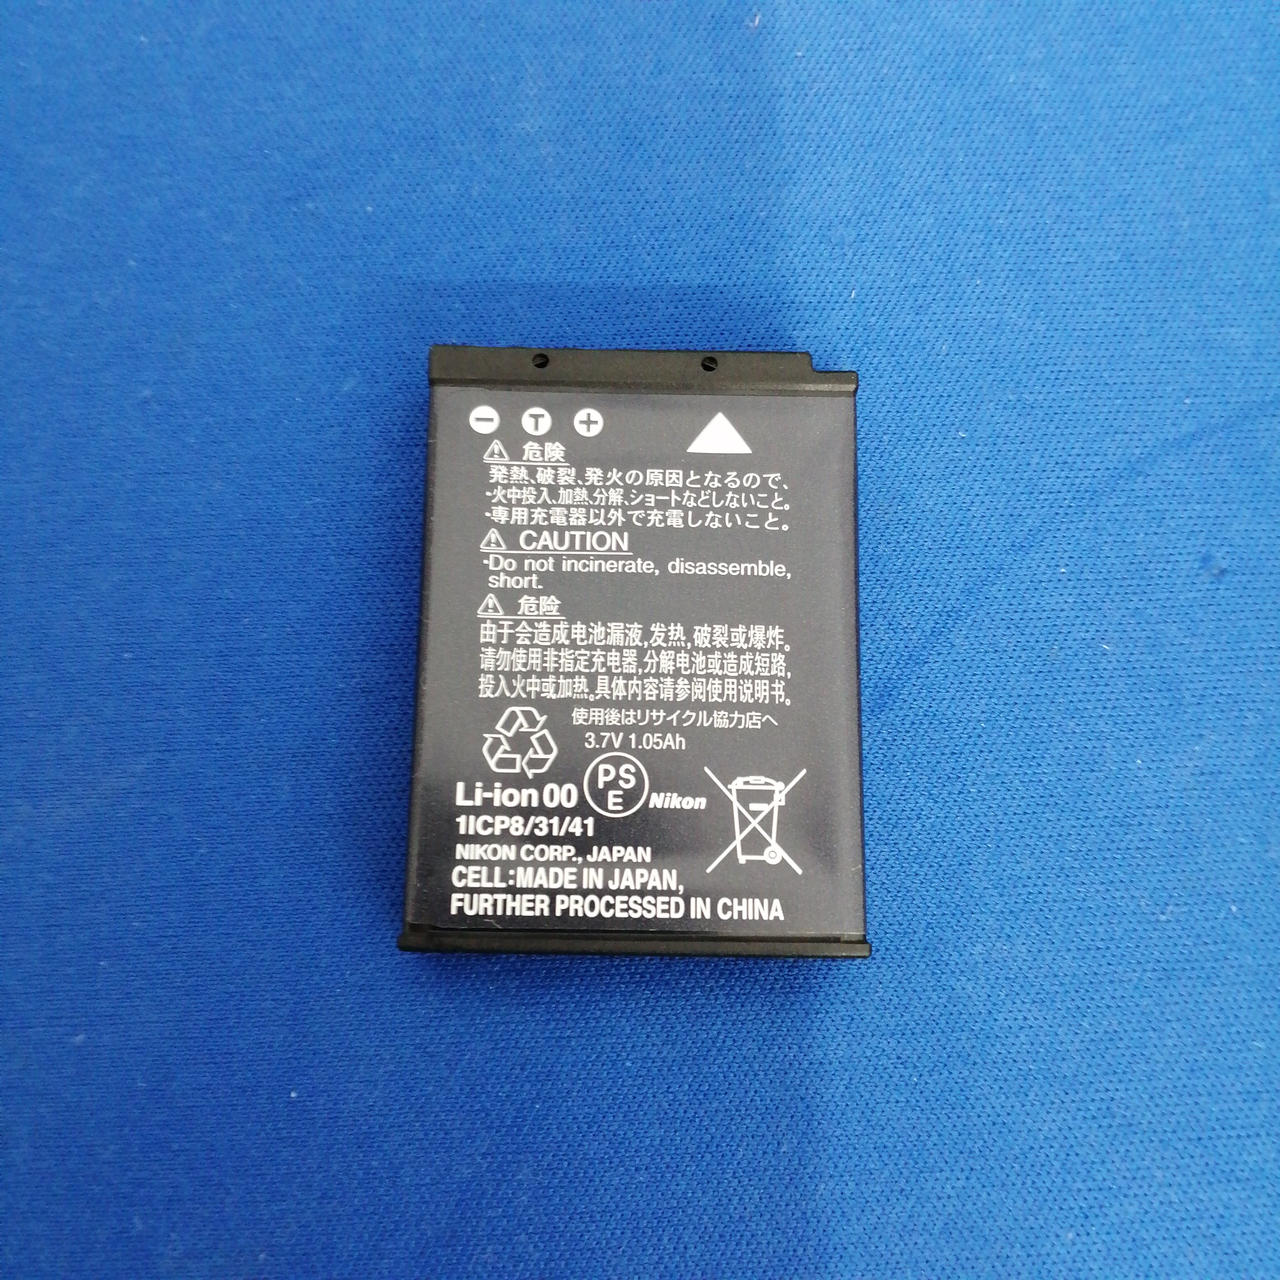 − T +
⚠ 危険
発熱、破裂、発火の原因となるので、
・火中投入、加熱、分解、ショートなどしないこと。
・専用充電器以外で充電しないこと。
⚠ CAUTION
・Do not incinerate, disassemble,
short.
⚠ 危险
由于会造成电池漏液,发热,破裂或爆炸。
请勿使用非指定充电器,分解电池或造成短路,
投入火中或加热。具体内容请参阅使用说明书。
使用後はリサイクル協力店へ
3.7V 1.05Ah
Li-ion 00
PS
E
Nikon
1ICP8/31/41
NIKON CORP., JAPAN
CELL:MADE IN JAPAN,
FURTHER PROCESSED IN CHINA